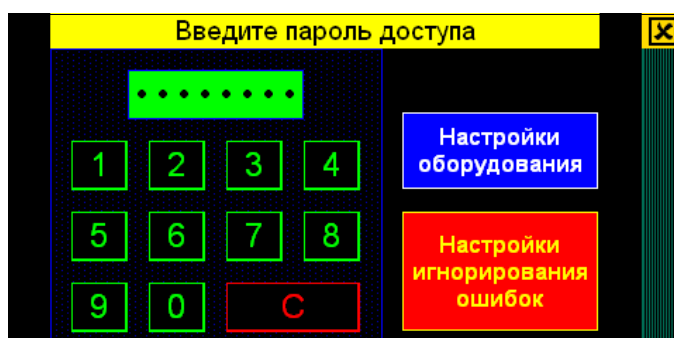 Введите пароль доступа
• • • • • • • •
1 2 3 4
Настройки
оборудования
5 6 7 8
Настройки
игнорирования
ошибок
9 0 C